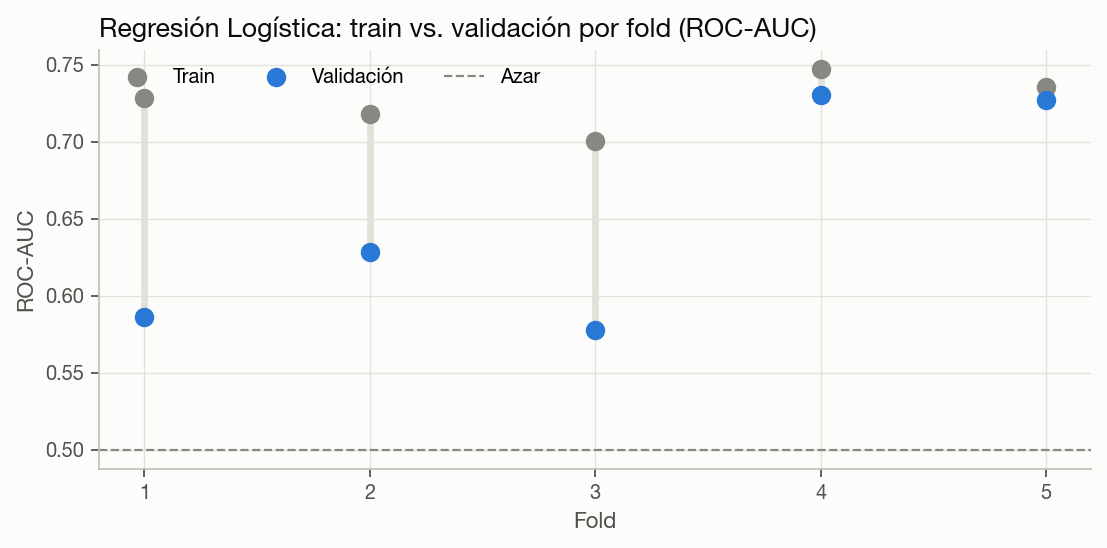 Regresión Logística: train vs. validación por fold (ROC-AUC)
Train Validación Azar
ROC-AUC
0.75
0.70
0.65
0.60
0.55
0.50
1 2 3 4 5
Fold